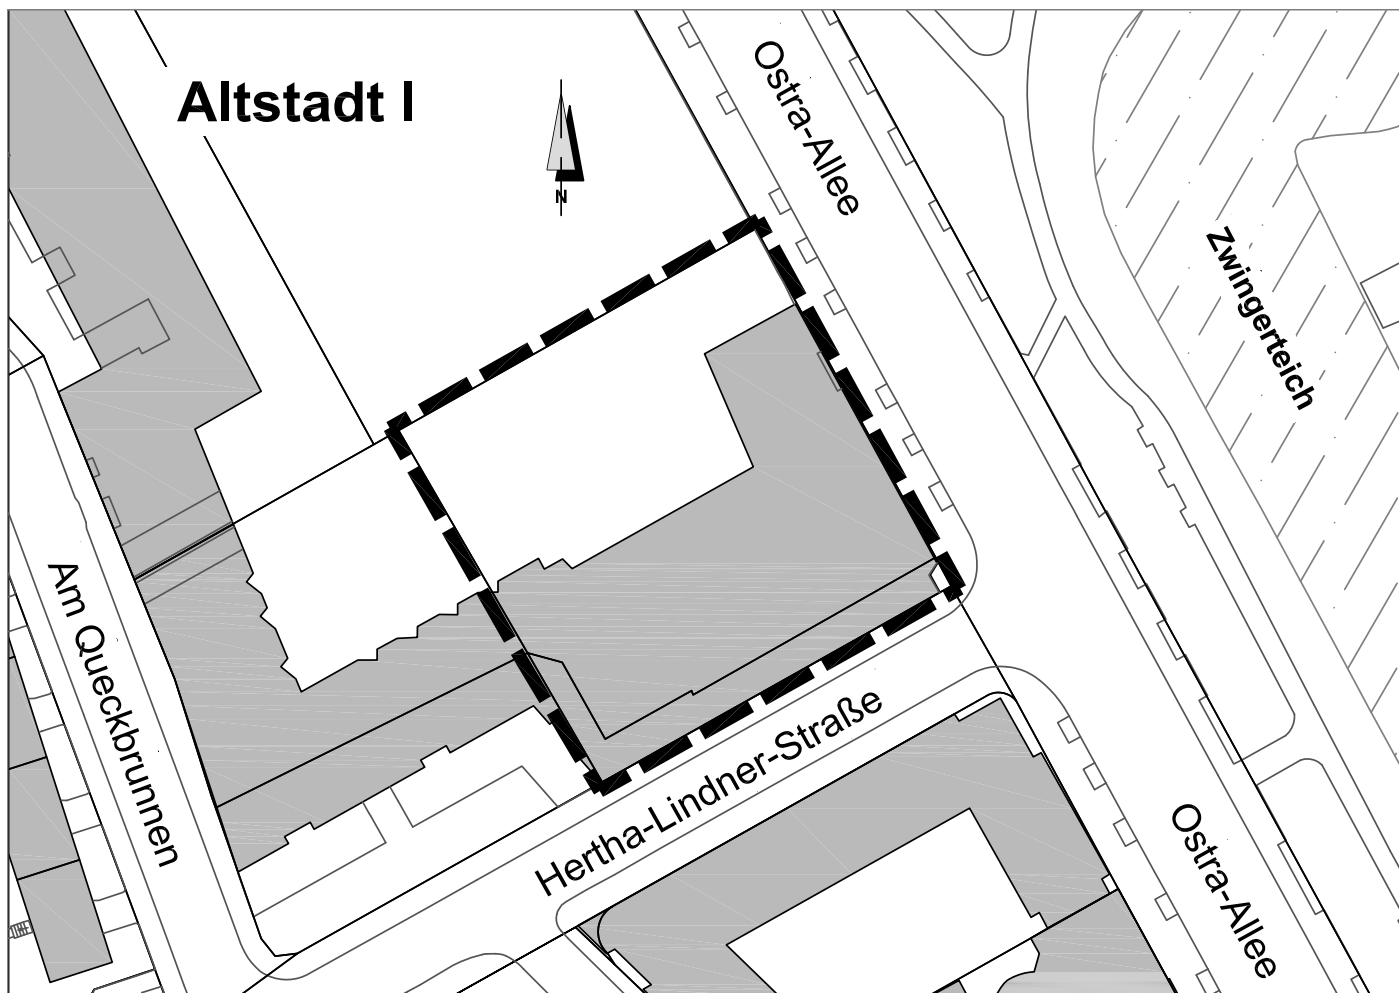 Altstadt I
N
Ostra-Allee
Zwingerteich
Am Queckbrunnen
Hertha-Lindner-Straße
Ostra-Allee